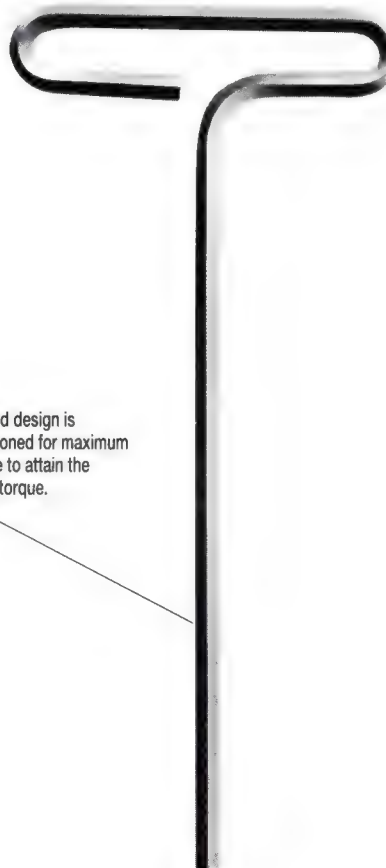 d design is
oned for maximum
e to attain the
torque.